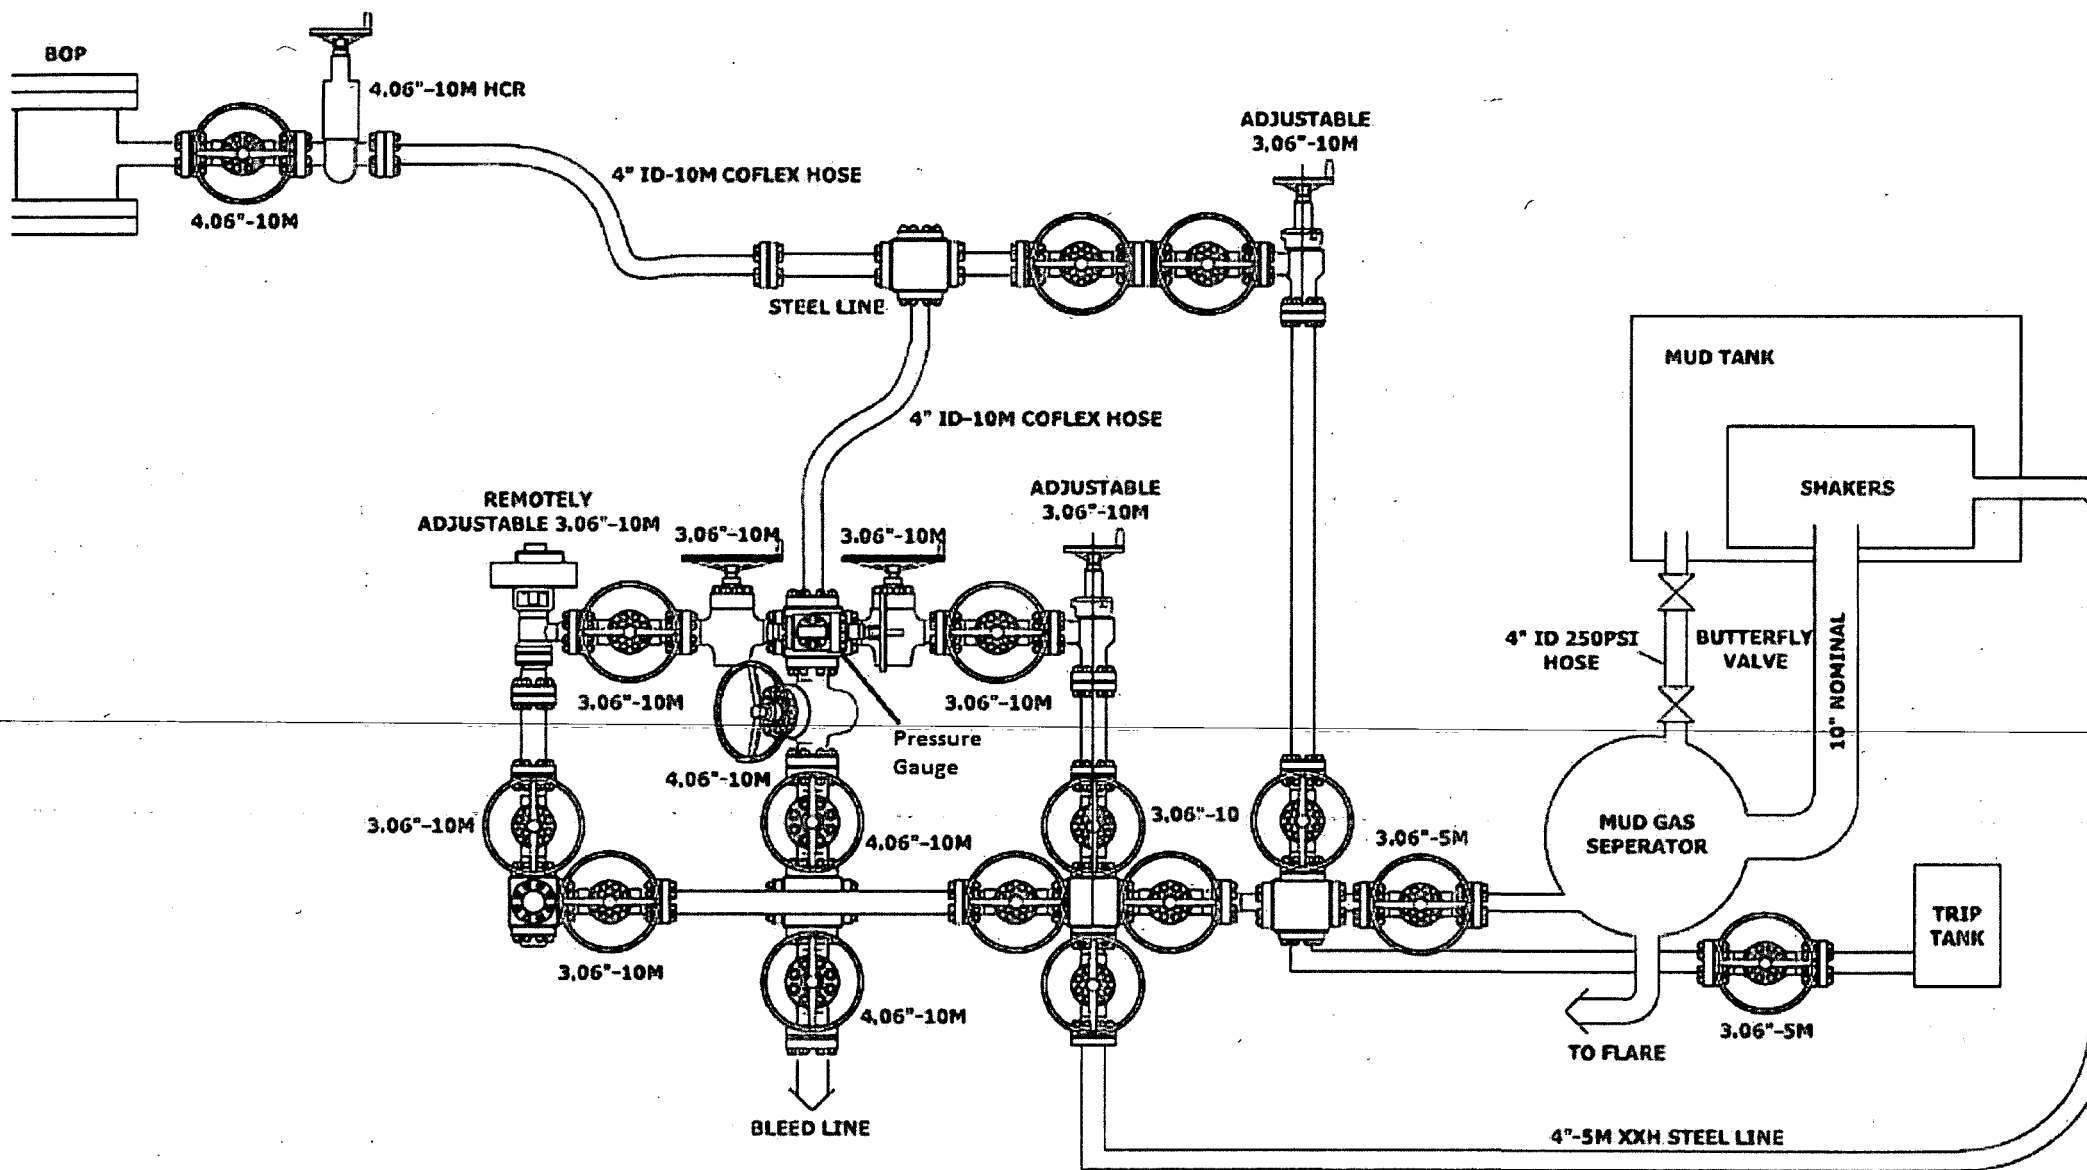 BOP
4.06"-10M HCR
4.06"-10M
4" ID-10M COFLEX HOSE
ADJUSTABLE
3.06"-10M
STEEL LINE
MUD TANK
4" ID-10M COFLEX HOSE
SHAKERS
REMOTELY
ADJUSTABLE 3.06"-10M
3.06"-10M
3.06"-10M
ADJUSTABLE
3.06"-10M
4" ID 250PSI
HOSE
BUTTERFLY
VALVE
10" NOMINAL
3.06"-10M
3.06"-10M
Pressure
Gauge
4.06"-10M
3.06"-10M
4.06"-10M
3.06"-10
3.06"-5M
MUD GAS
SEPERATOR
TRIP
TANK
3.06"-10M
4.06"-10M
3.06"-5M
TO FLARE
BLEED LINE
4"-5M XXH STEEL LINE